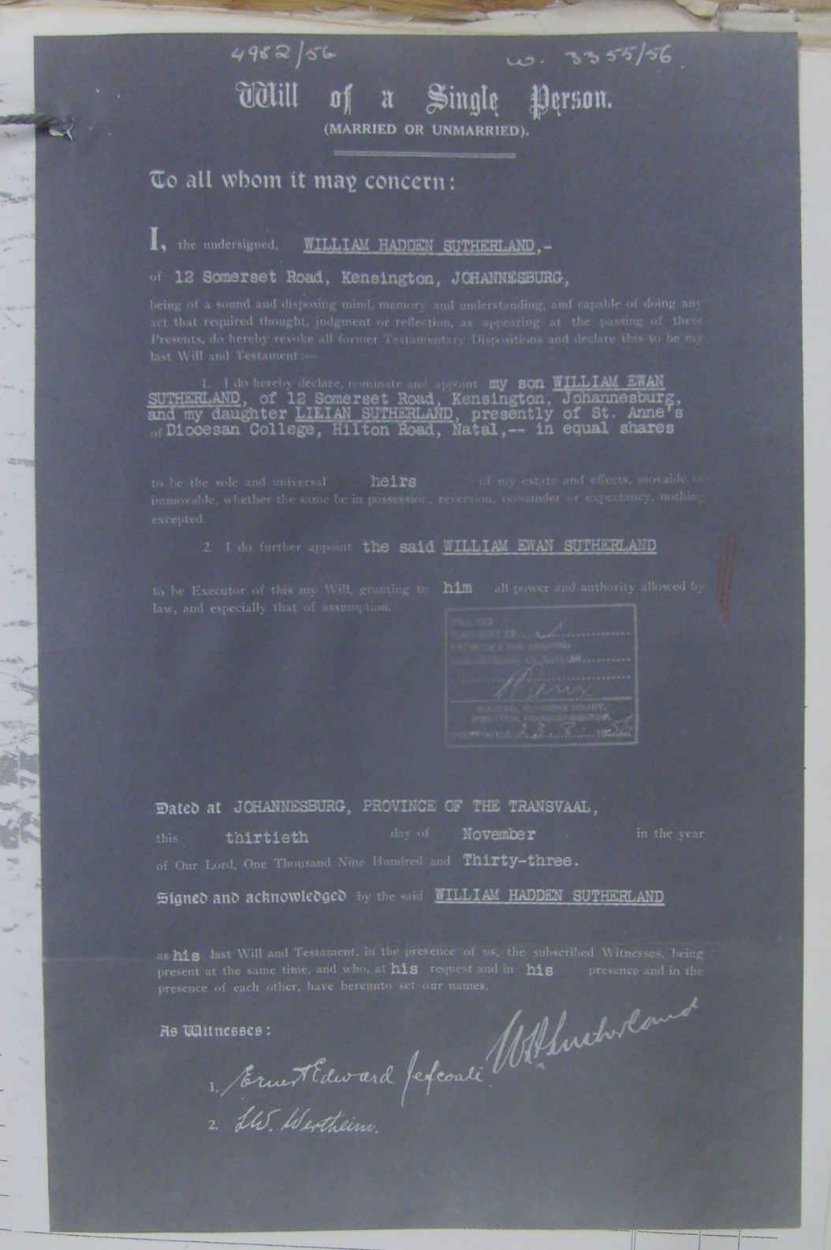 4982/56 w. 3355/56
Will of a Single Person.
(MARRIED OR UNMARRIED).
To all whom it may concern:
I, the undersigned, WILLIAM HADDEN SUTHERLAND,-
of 12 Somerset Road, Kensington, JOHANNESBURG,
being of a sound and disposing mind, memory and understanding, and capable of doing any
act that required thought, judgment or reflection, as appearing at the passing of these
Presents, do hereby revoke all former Testamentary Dispositions and declare this to be my
last Will and Testament:—
1. I do hereby declare, nominate and appoint my son WILLIAM EWAN
SUTHERLAND, of 12 Somerset Road, Kensington, Johannesburg,
and my daughter LILIAN SUTHERLAND, presently of St. Anne's
of Diocesan College, Hilton Road, Natal,-- in equal shares
to be the sole and universal heirs of my estate and effects, movable or
immovable, whether the same be in possession, reversion, remainder or expectancy, nothing
excepted.
2. I do further appoint the said WILLIAM EWAN SUTHERLAND
to be Executor of this my Will, granting to him all power and authority allowed by
law, and especially that of assumption.
MASTER, SUPREME COURT.
Dated at JOHANNESBURG, PROVINCE OF THE TRANSVAAL,
this thirtieth day of November in the year
of Our Lord, One Thousand Nine Hundred and Thirty-three.
Signed and acknowledged by the said WILLIAM HADDEN SUTHERLAND
as his last Will and Testament, in the presence of us, the subscribed Witnesses, being
present at the same time, and who, at his request and in his presence and in the
presence of each other, have hereunto set our names.
As Witnesses:
WHSutherland
1. Ernest Edward Jefcoate
2. LW. Wertheim.